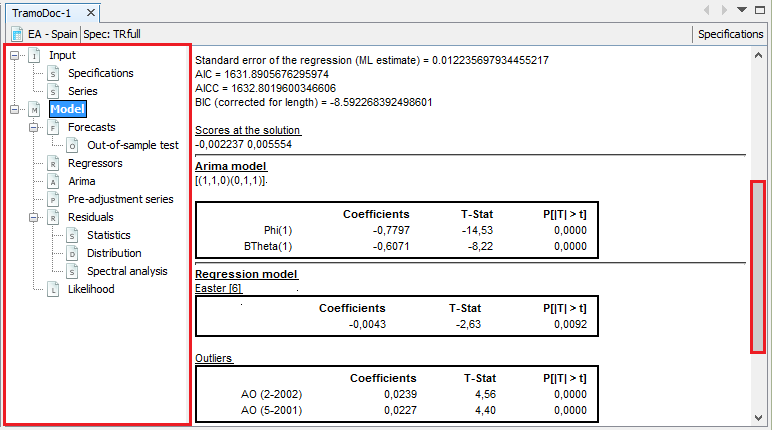 TramoDoc-1
EA - Spain Spec: TRfull Specifications
I Input
S Specifications
S Series
M Model
F Forecasts
O Out-of-sample test
R Regressors
A Arima
P Pre-adjustment series
R Residuals
S Statistics
D Distribution
S Spectral analysis
L Likelihood
Standard error of the regression (ML estimate) = 0.012235697934455217
AIC = 1631.8905676295974
AICC = 1632.8019600346606
BIC (corrected for length) = -8.592268392498601
Scores at the solution
-0,002237 0,005554
Arima model
[(1,1,0)(0,1,1)].
Coefficients T-Stat P[|T| > t]
Phi(1) -0,7797 -14,53 0,0000
BTheta(1) -0,6071 -8,22 0,0000
Regression model
Easter [6]
Coefficients T-Stat P[|T| > t]
-0,0043 -2,63 0,0092
Outliers
Coefficients T-Stat P[|T| > t]
AO (2-2002) 0,0239 4,56 0,0000
AO (5-2001) 0,0227 4,40 0,0000